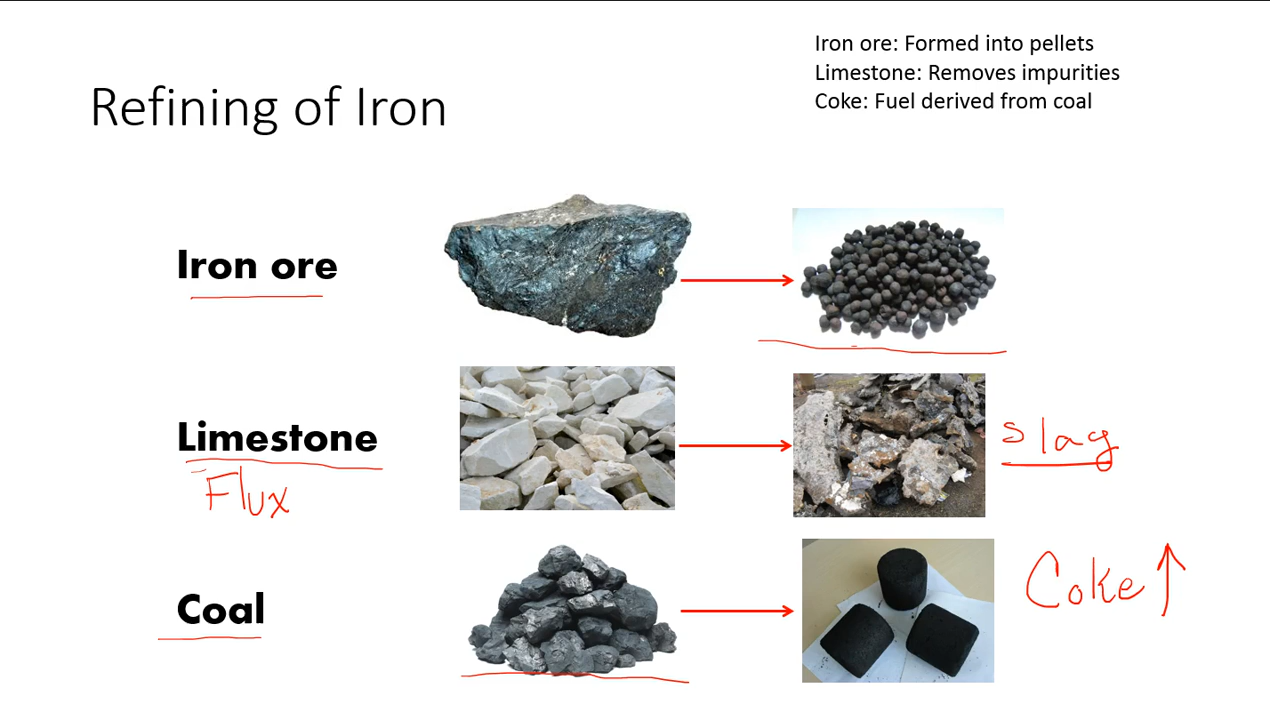 Iron ore: Formed into pellets
Limestone: Removes impurities
Coke: Fuel derived from coal
Refining of Iron
Iron ore
Limestone
Flux
slag
Coal
Coke